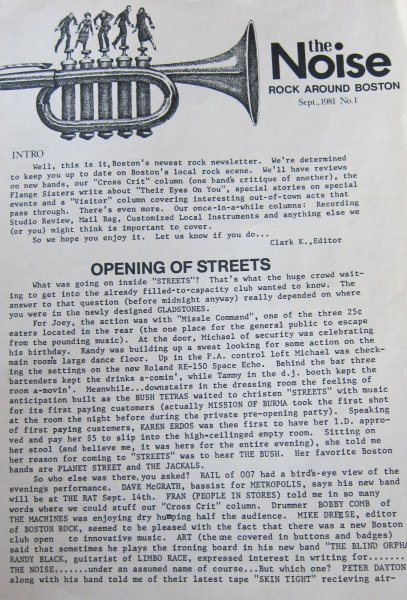 the
Noise
ROCK AROUND BOSTON
Sept.,1981 No.1
INTRO
Well, this is it,Boston's newest rock newsletter. We're determined
to keep you up to date on Boston's local rock scene. We'll have reviews
on new bands, our "Cross Crit" column (one band's critique of another), the
Flange Sisters write about "Their Eyes On You", special stories on special
events and a "Visitor" column covering interesting out-of-town acts that
pass through. There's even more. Our once-in-a-while columns: Recording
Studio Review, Mail Bag, Customized Local Instruments and anything else we
(or you) might think is important to cover.
So we hope you enjoy it. Let us know if you do...
Clark K.,Editor
OPENING OF STREETS
What was going on inside "STREETS"? That's what the huge crowd wait-
ing to get into the already filled-to-capacity club wanted to know. The
answer to that question (before midnight anyway) really depended on where
you were in the newly designed GLADSTONES.
For Joey, the action was with "Missle Command", one of the three 25¢
eaters located in the rear (the one place for the general public to escape
from the pounding music). At the door, Michael of security was celebrating
his birthday. Randy was building up a sweat looking for some action on the
main room's large dance floor. Up in the P.A. control loft Michael was check-
ing the settings on the new Roland RE-150 Space Echo. Behind the bar three
bartenders kept the drinks a-comin', while Tammy in the d.j. booth kept the
room a-movin'. Meanwhile...downstairs in the dressing room the feeling of
anticipation built as the BUSH TETRAS waited to christen "STREETS" with music
for its first paying customers (actually MISSION OF BURMA took the first shot
at the room the night before during the private pre-opening party). Speaking
of first paying customers, KAREN ERDOS was thee first to have her I.D. appro-
ved and pay her $5 to slip into the high-ceilinged empty room. Sitting on
her stool (and believe me, it was hers for the entire evening), she told me
her reason for coming to "STREETS" was to hear THE BUSH. Her favorite Boston
bands are PLANET STREET and THE JACKALS.
So who else was there,you asked? RAIL of 007 had a bird's-eye view of the
evening's performance. DAVE McGRATH, bassist for METROPOLIS, says his new band
will be at THE RAT Sept. 14th. FRAN (PEOPLE IN STORES) told me in so many
words where we could stuff our "Cross Crit" column. Drummer BOBBY COMB of
THE MACHINES was enjoying dry humping half the audience. MIKE DREESE, editor
of BOSTON ROCK, seemed to be pleased with the fact that there was a new Boston
club open to innovative music. ART (the one covered in buttons and badges)
said that sometimes he plays the ironing board in his new band "THE BLIND ORPHA
RANDY BLACK, guitarist of LIMBO RACE, expressed interest in writing for.......
THE NOISE.......under an assumed name of course...But which one? PETER DAYTON
along with his band told me of their latest tape "SKIN TIGHT" recieving air-